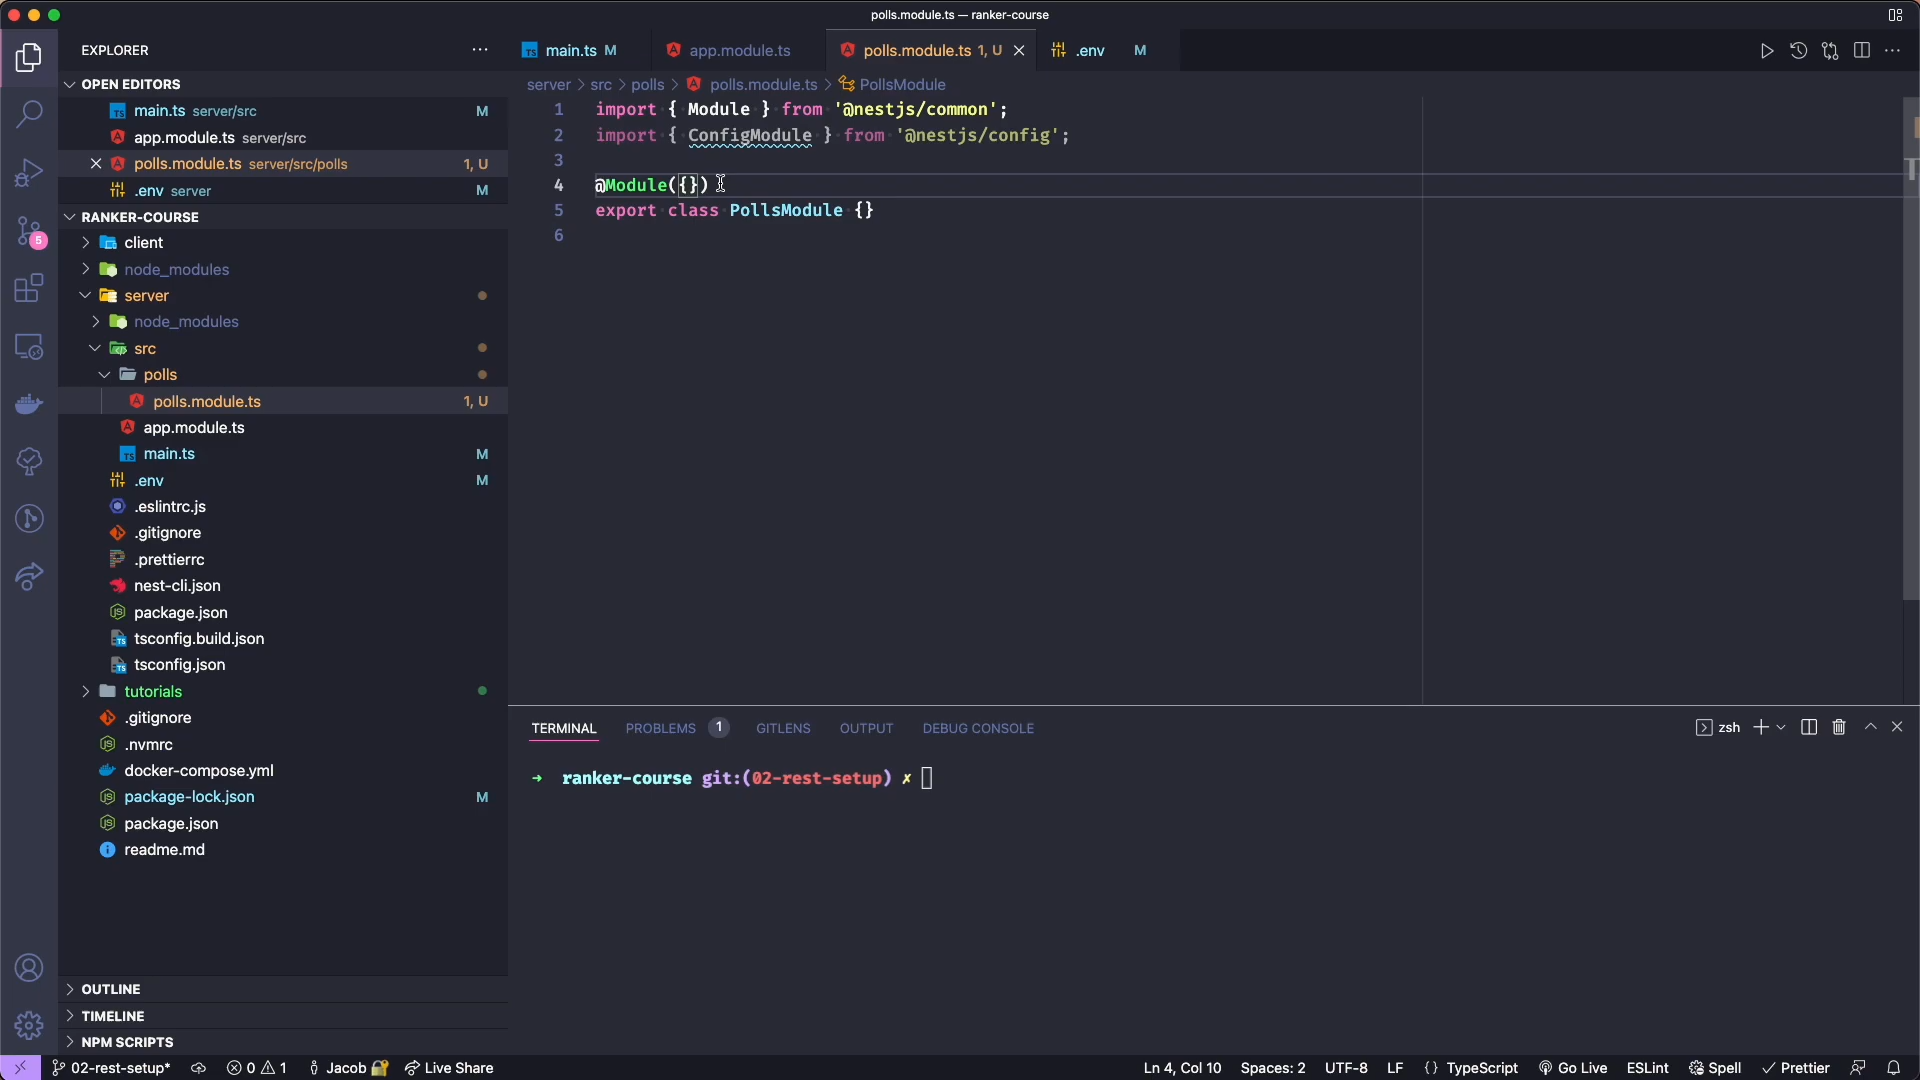 polls.module.ts — ranker-course
EXPLORER
OPEN EDITORS
main.ts server/src M
app.module.ts server/src
polls.module.ts server/src/polls 1, U
.env server M
RANKER-COURSE
client
node_modules
server
node_modules
src
polls
polls.module.ts 1, U
app.module.ts
main.ts M
.env M
.eslintrc.js
.gitignore
.prettierrc
nest-cli.json
package.json
tsconfig.build.json
tsconfig.json
tutorials
.gitignore
.nvmrc
docker-compose.yml
package-lock.json M
package.json
readme.md
OUTLINE
TIMELINE
NPM SCRIPTS
5
main.ts M
app.module.ts
polls.module.ts 1, U
.env M
server > src > polls > polls.module.ts > PollsModule
1 import { Module } from '@nestjs/common';
2 import { ConfigModule } from '@nestjs/config';
3
4 @Module({})
5 export class PollsModule {}
6
TERMINAL PROBLEMS 1 GITLENS OUTPUT DEBUG CONSOLE
zsh
→ ranker-course git:(02-rest-setup) ✗
02-rest-setup* 0 1 Jacob 🔐 Live Share
Ln 4, Col 10 Spaces: 2 UTF-8 LF {} TypeScript Go Live ESLint Spell ✓ Prettier